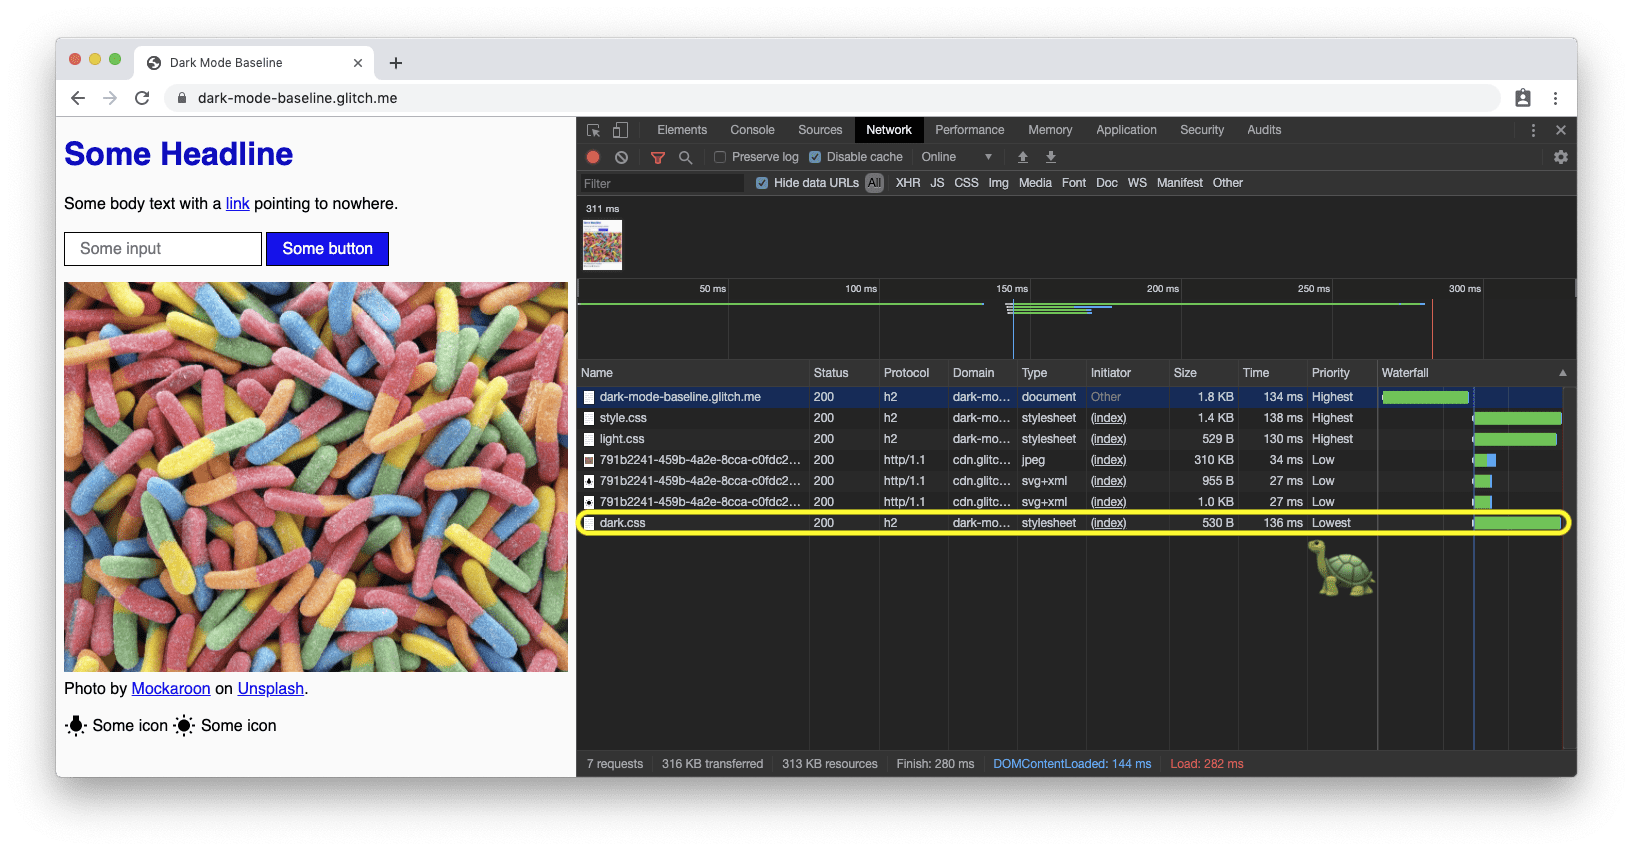 Dark Mode Baseline
dark-mode-baseline.glitch.me
Some Headline
Some body text with a link pointing to nowhere.
Some input Some button
Photo by Mockaroon on Unsplash.
Some icon Some icon
Elements Console Sources Network Performance Memory Application Security Audits
Preserve log Disable cache Online
Filter Hide data URLs All XHR JS CSS Img Media Font Doc WS Manifest Other
311 ms
50 ms 100 ms 150 ms 200 ms 250 ms 300 ms
Name Status Protocol Domain Type Initiator Size Time Priority Waterfall
dark-mode-baseline.glitch.me 200 h2 dark-mo... document Other 1.8 KB 134 ms Highest
style.css 200 h2 dark-mo... stylesheet (index) 1.4 KB 138 ms Highest
light.css 200 h2 dark-mo... stylesheet (index) 529 B 130 ms Highest
791b2241-459b-4a2e-8cca-c0fdc2... 200 http/1.1 cdn.glitc... jpeg (index) 310 KB 34 ms Low
791b2241-459b-4a2e-8cca-c0fdc2... 200 http/1.1 cdn.glitc... svg+xml (index) 955 B 27 ms Low
791b2241-459b-4a2e-8cca-c0fdc2... 200 http/1.1 cdn.glitc... svg+xml (index) 1.0 KB 27 ms Low
dark.css 200 h2 dark-mo... stylesheet (index) 530 B 136 ms Lowest
7 requests 316 KB transferred 313 KB resources Finish: 280 ms DOMContentLoaded: 144 ms Load: 282 ms